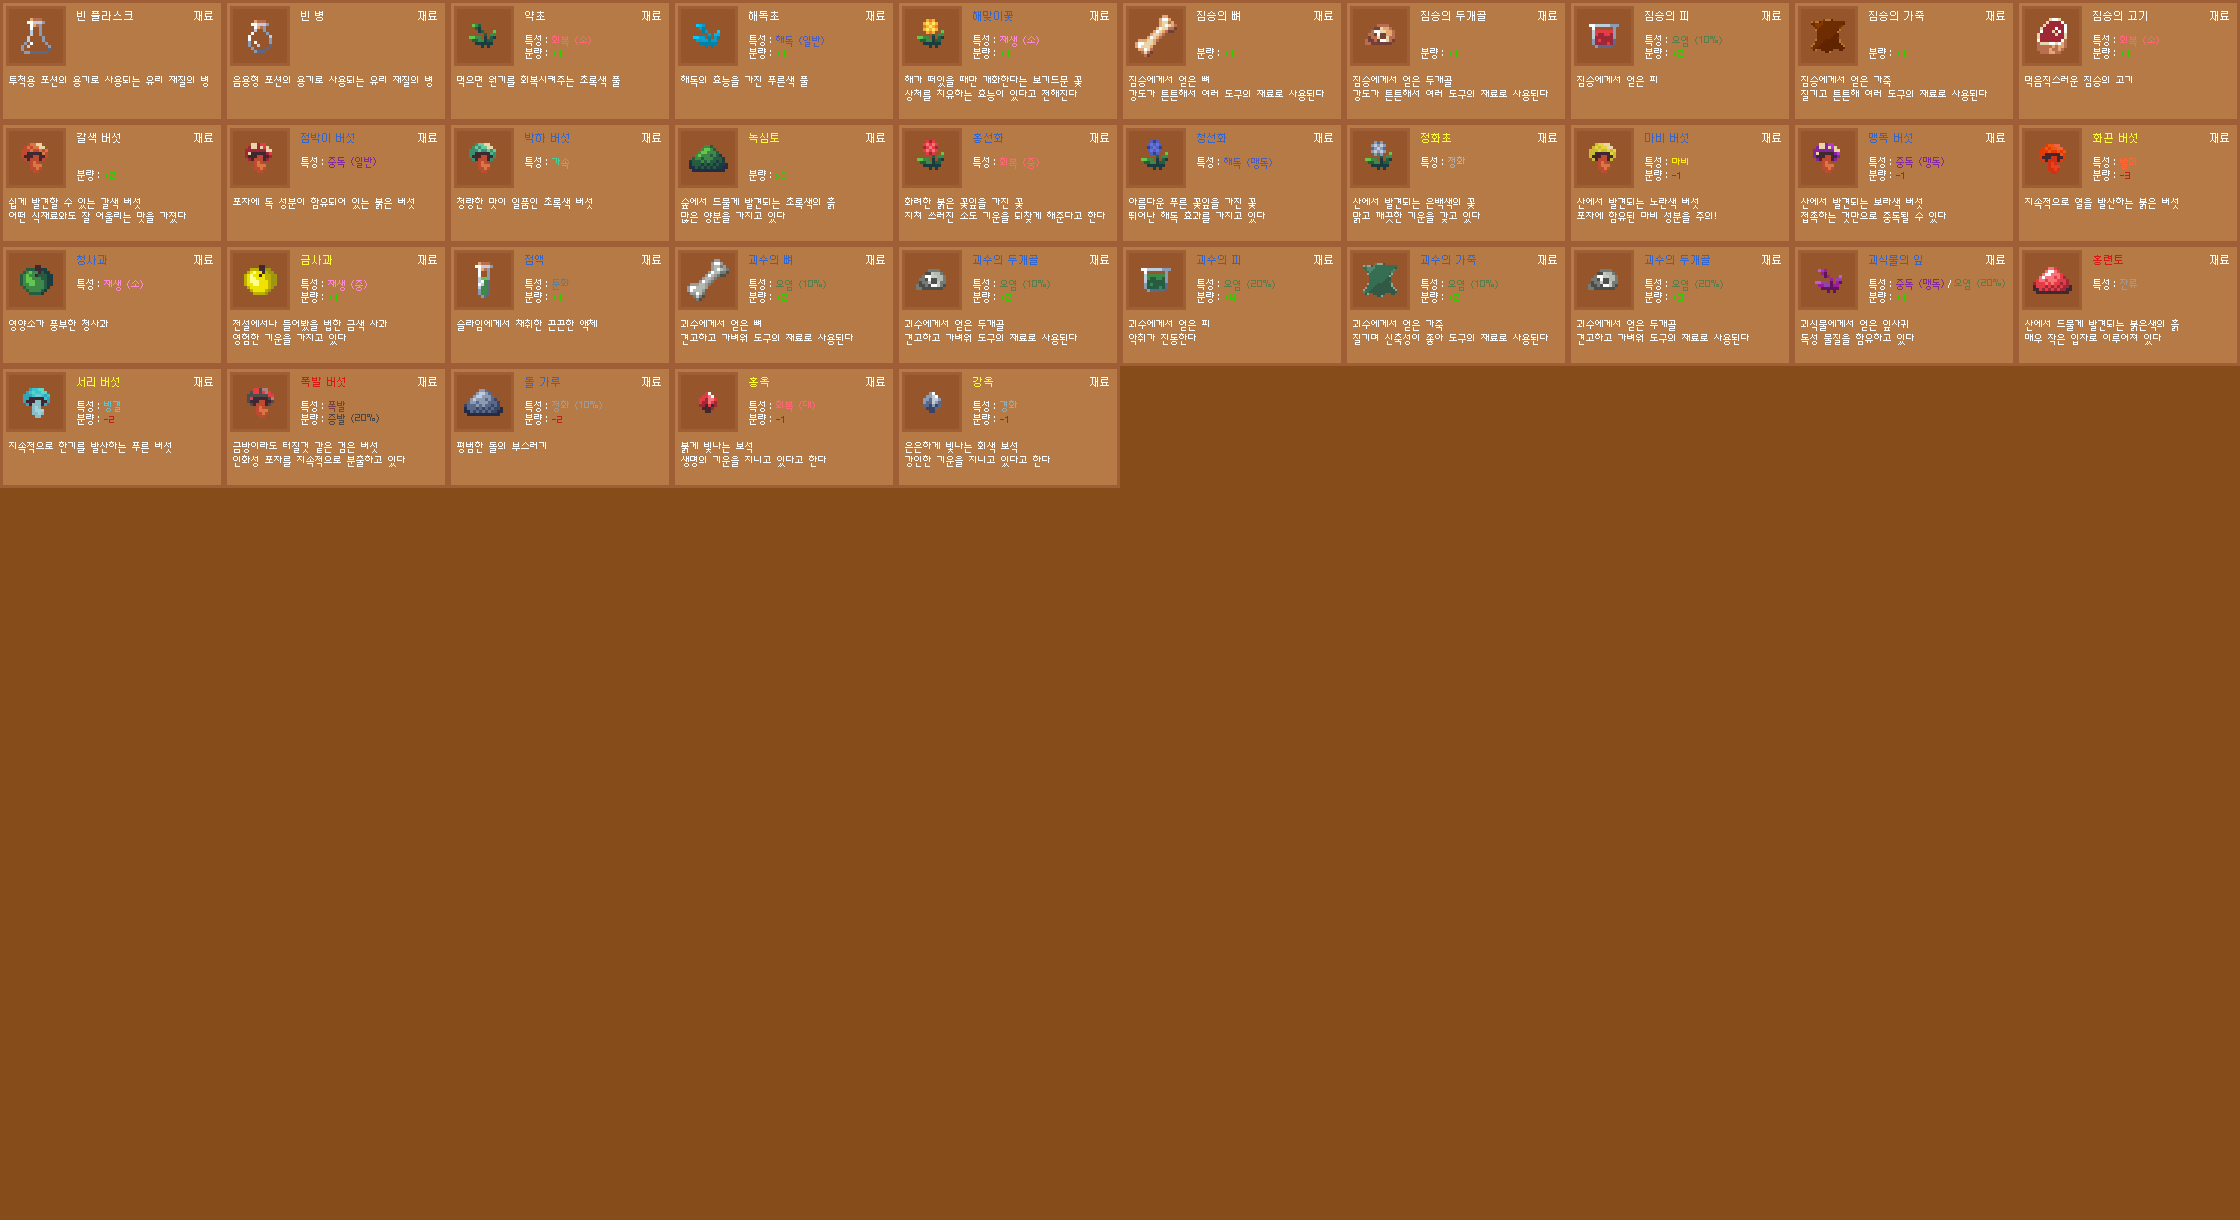 빈 플라스크 재료
투척용 포션의 용기로 사용되는 유리 재질의 병
빈 병 재료
음용형 포션의 용기로 사용되는 유리 재질의 병
약초 재료
특성 : 회복 (소)
분량 : +1
먹으면 원기를 회복시켜주는 초록색 풀
해독초 재료
특성 : 해독 (일반)
분량 : +1
해독의 효능을 가진 푸른색 풀
해맞이꽃 재료
특성 : 재생 (소)
분량 : +1
해가 떠있을 때만 개화한다는 보기드문 꽃
상처를 치유하는 효능이 있다고 전해진다
짐승의 뼈 재료
분량 : +1
짐승에게서 얻은 뼈
강도가 튼튼해서 여러 도구의 재료로 사용된다
짐승의 두개골 재료
분량 : +1
짐승에게서 얻은 두개골
강도가 튼튼해서 여러 도구의 재료로 사용된다
짐승의 피 재료
특성 : 오염 (10%)
분량 : +2
짐승에게서 얻은 피
짐승의 가죽 재료
분량 : +1
짐승에게서 얻은 가죽
질기고 튼튼해 여러 도구의 재료로 사용된다
짐승의 고기 재료
특성 : 회복 (소)
분량 : +1
먹음직스러운 짐승의 고기
갈색 버섯 재료
분량 : +2
쉽게 발견할 수 있는 갈색 버섯
어떤 식재료와도 잘 어울리는 맛을 가졌다
점박이 버섯 재료
특성 : 중독 (일반)
포자에 독 성분이 함유되어 있는 붉은 버섯
박하 버섯 재료
특성 : 가속
청량한 맛이 일품인 초록색 버섯
녹심토 재료
분량 :
숲에서 드물게 발견되는 초록색의 흙
많은 양분을 가지고 있다
홍선화 재료
특성 : 회복 (중)
화려한 붉은 꽃잎을 가진 꽃
지쳐 쓰러진 소도 기운을 되찾게 해준다고 한다
청선화 재료
특성 : 해독 (맹독)
아름다운 푸른 꽃잎을 가진 꽃
뛰어난 해독 효과를 가지고 있다
정화초 재료
특성 : 정화
산에서 발견되는 은백색의 꽃
맑고 깨끗한 기운을 갖고 있다
마비 버섯 재료
특성 : 마비
분량 : -1
산에서 발견되는 노란색 버섯
포자에 함유된 마비 성분을 주의!
맹독 버섯 재료
특성 : 중독 (맹독)
분량 : -1
산에서 발견되는 보라색 버섯
접촉하는 것만으로 중독될 수 있다
화끈 버섯 재료
특성 : 발화
분량 : -3
지속적으로 열을 발산하는 붉은 버섯
청사과 재료
특성 : 재생 (소)
영양소가 풍부한 청사과
금사과 재료
특성 : 재생 (중)
분량 : +1
전설에서나 들어봤을 법한 금색 사과
영험한 기운을 가지고 있다
점액 재료
특성 : 둔화
분량 : +1
슬라임에게서 채취한 끈끈한 액체
괴수의 뼈 재료
특성 : 오염 (10%)
분량 : +2
괴수에게서 얻은 뼈
견고하고 가벼워 도구의 재료로 사용된다
괴수의 두개골 재료
특성 : 오염 (10%)
분량 : +2
괴수에게서 얻은 두개골
견고하고 가벼워 도구의 재료로 사용된다
괴수의 피 재료
특성 : 오염 (20%)
분량 : +4
괴수에게서 얻은 피
악취가 진동한다
괴수의 가죽 재료
특성 : 오염 (10%)
분량 : +2
괴수에게서 얻은 가죽
질기며 신축성이 좋아 도구의 재료로 사용된다
괴수의 두개골 재료
특성 : 오염 (20%)
분량 :
괴수에게서 얻은 두개골
견고하고 가벼워 도구의 재료로 사용된다
괴식물의 잎 재료
특성 : 중독 (맹독) / 오염 (20%)
분량 : +1
괴식물에게서 얻은 잎사귀
독성 물질을 함유하고 있다
홍련토 재료
특성 : 잔류
산에서 드물게 발견되는 붉은색의 흙
매우 작은 입자로 이루어져 있다
서리 버섯 재료
특성 : 빙결
분량 : -2
지속적으로 한기를 발산하는 푸른 버섯
폭발 버섯 재료
특성 : 폭발
분량 : 증발 (20%)
금방이라도 터질것 같은 검은 버섯
인화성 포자를 지속적으로 분출하고 있다
돌 가루 재료
특성 : 경화 (10%)
분량 : -2
평범한 돌의 부스러기
홍옥 재료
특성 : 회복 (대)
분량 : -1
붉게 빛나는 보석
생명의 기운을 지니고 있다고 한다
강옥 재료
특성 : 경화
분량 : -1
은은하게 빛나는 회색 보석
강인한 기운을 지니고 있다고 한다